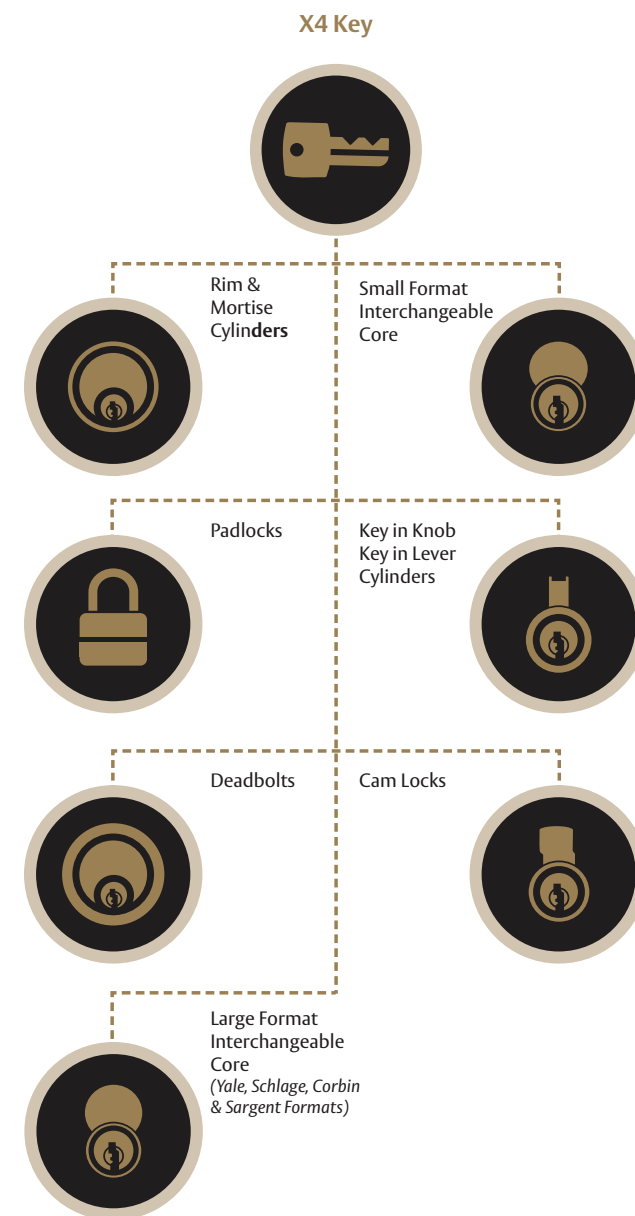 X4 Key
Rim &
Mortise
Cylinders
Small Format
Interchangeable
Core
Padlocks
Key in Knob
Key in Lever
Cylinders
Deadbolts
Cam Locks
Large Format
Interchangeable
Core
(Yale, Schlage, Corbin
& Sargent Formats)